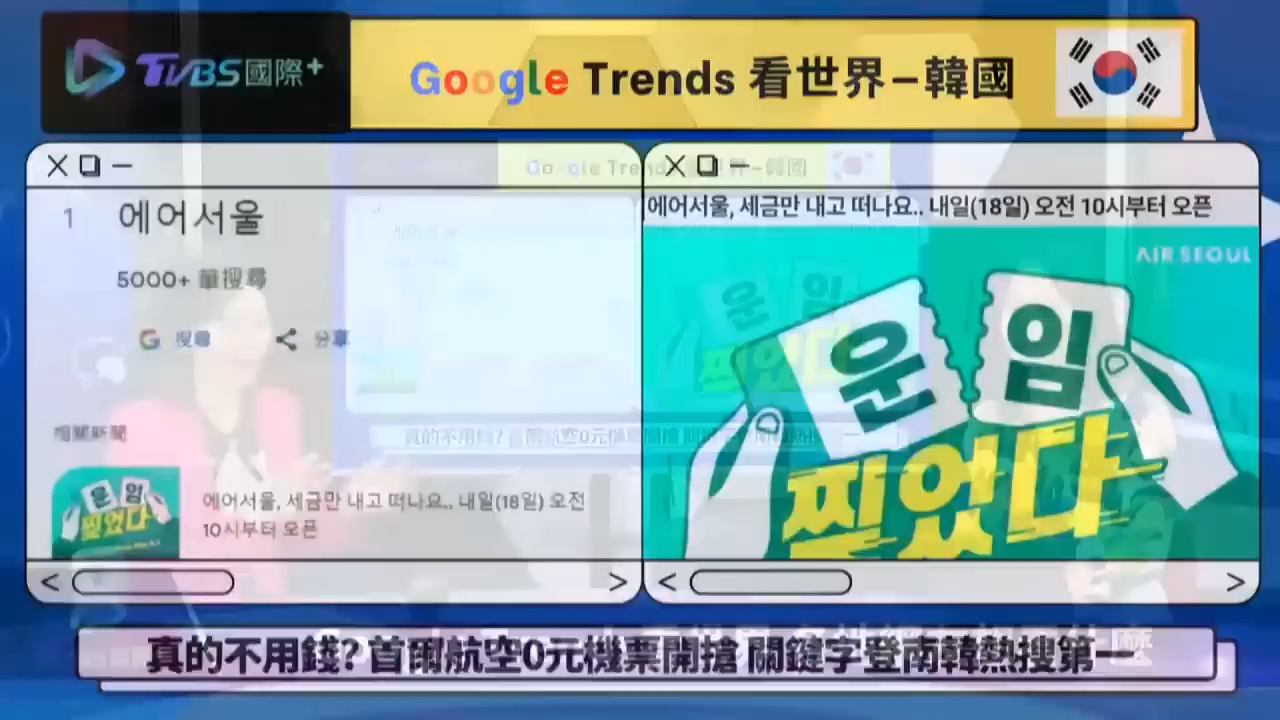 TVBS國際+
Google Trends 看世界-韓國
1 에어서울
5000+ 筆搜尋
搜尋 分享
相關新聞
에어서울, 세금만 내고 떠나요.. 내일(18일) 오전
10시부터 오픈
운 임
찢었다
에어서울, 세금만 내고 떠나요.. 내일(18일) 오전 10시부터 오픈
AIR SEOUL
운 임
찢었다
真的不用錢? 首爾航空0元機票開搶 關鍵字登南韓熱搜第一